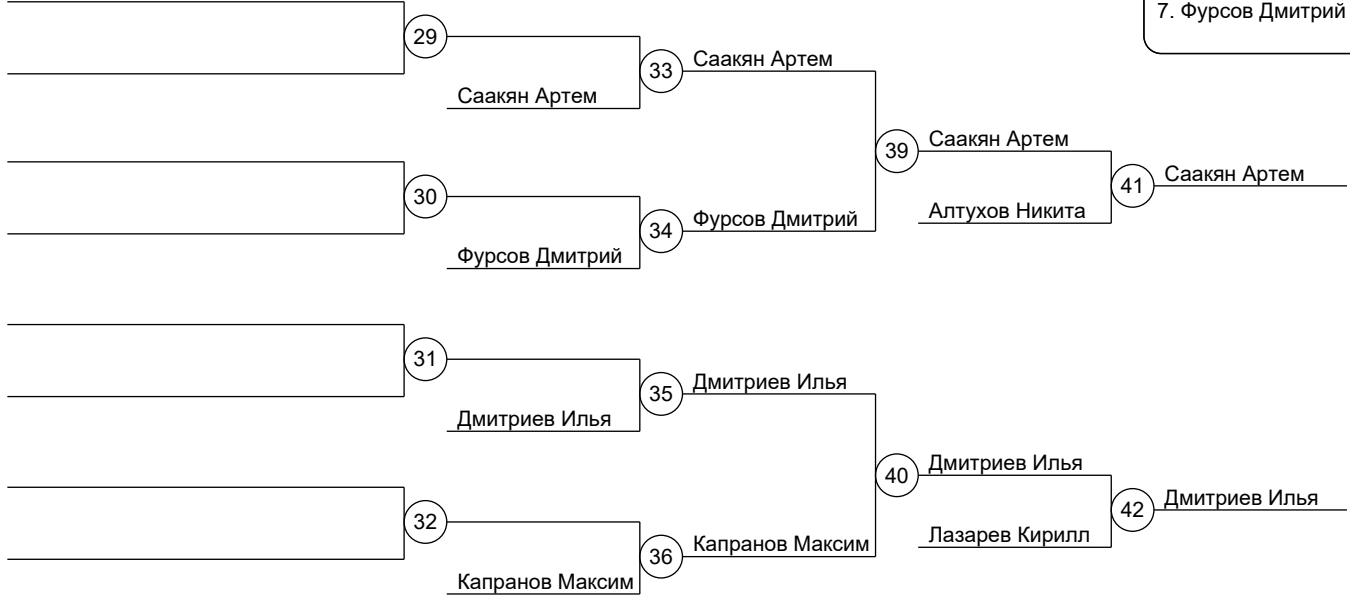 7. Фурсов Дмитрий
29
33
Саакян Артем
Саакян Артем
39
Саакян Артем
41
Саакян Артем
30
Алтухов Никита
34
Фурсов Дмитрий
Фурсов Дмитрий
31
35
Дмитриев Илья
Дмитриев Илья
40
Дмитриев Илья
42
Дмитриев Илья
32
Лазарев Кирилл
36
Капранов Максим
Капранов Максим